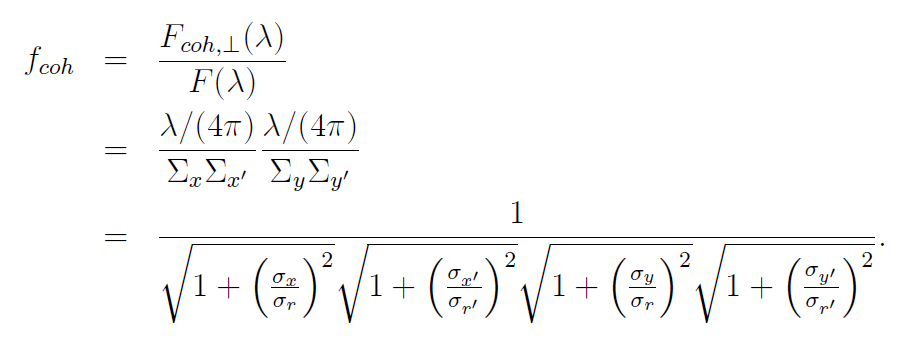 f_{coh} = \frac{F_{coh,\perp}(\lambda)}{F(\lambda)}
= \frac{\lambda/(4\pi)}{\Sigma_x \Sigma_{x'}} \frac{\lambda/(4\pi)}{\Sigma_y \Sigma_{y'}}
= \frac{1}{\sqrt{1 + \left(\frac{\sigma_x}{\sigma_r}\right)^2} \sqrt{1 + \left(\frac{\sigma_{x'}}{\sigma_{r'}}\right)^2} \sqrt{1 + \left(\frac{\sigma_y}{\sigma_r}\right)^2} \sqrt{1 + \left(\frac{\sigma_{y'}}{\sigma_{r'}}\right)^2}}.